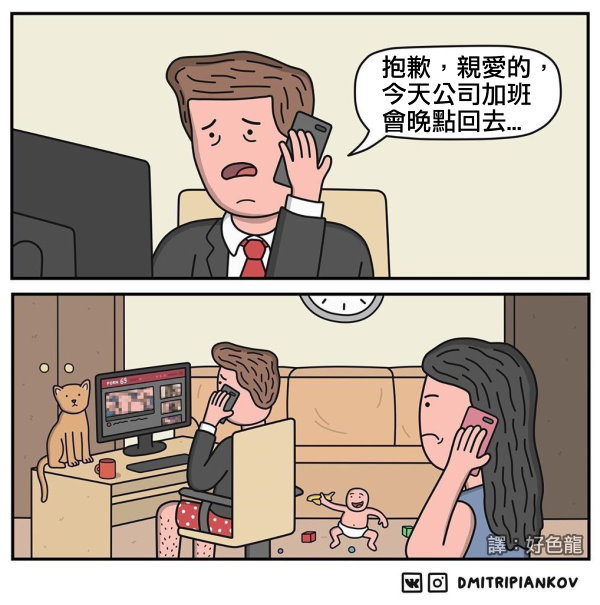 抱歉,親愛的,
今天公司加班
會晚點回去...
PORN 69
譯:好色龍
DMITRIPIANKOV